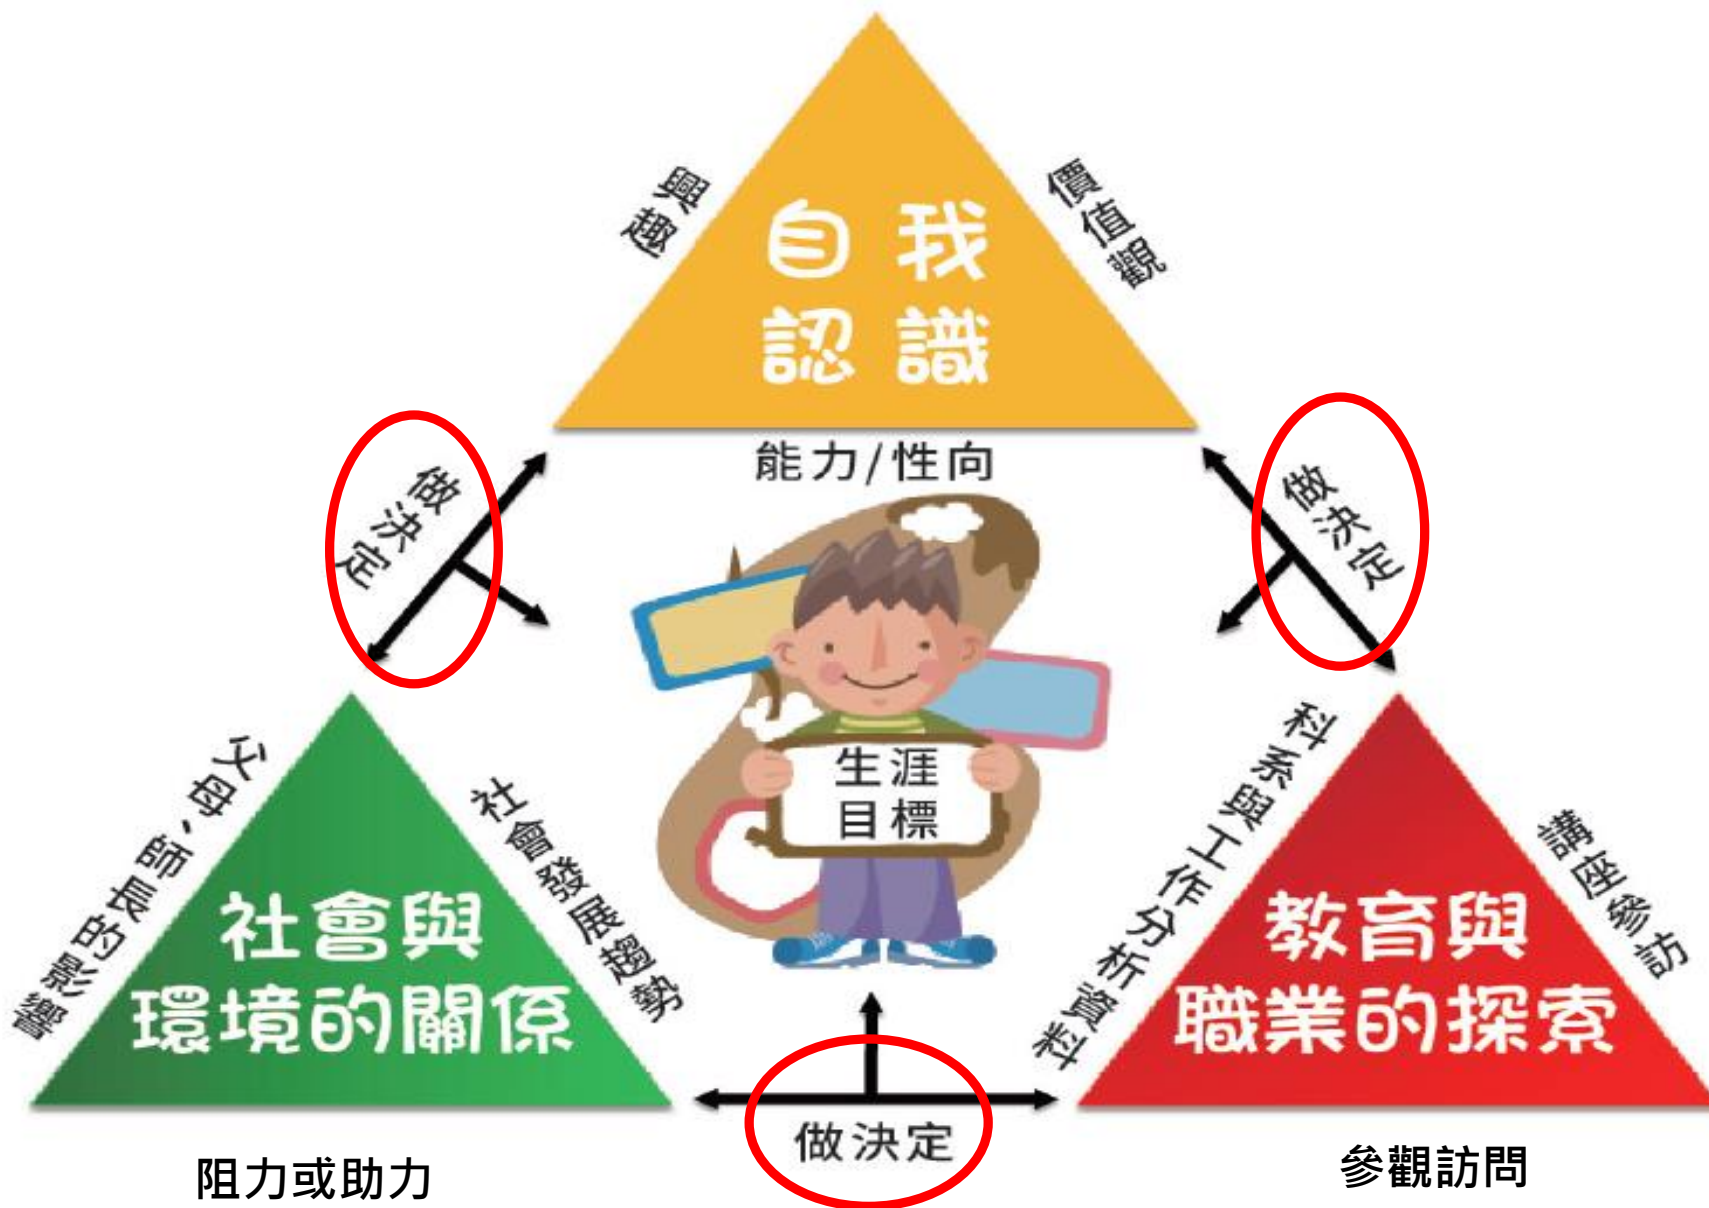 興趣
價值觀
自我
認識
能力/性向
做決定
做決定
生涯
目標
父母、師長的影響
社會發展趨勢
社會與
環境的關係
科系與工作分析資料
講座參訪
教育與
職業的探索
做決定
阻力或助力
參觀訪問